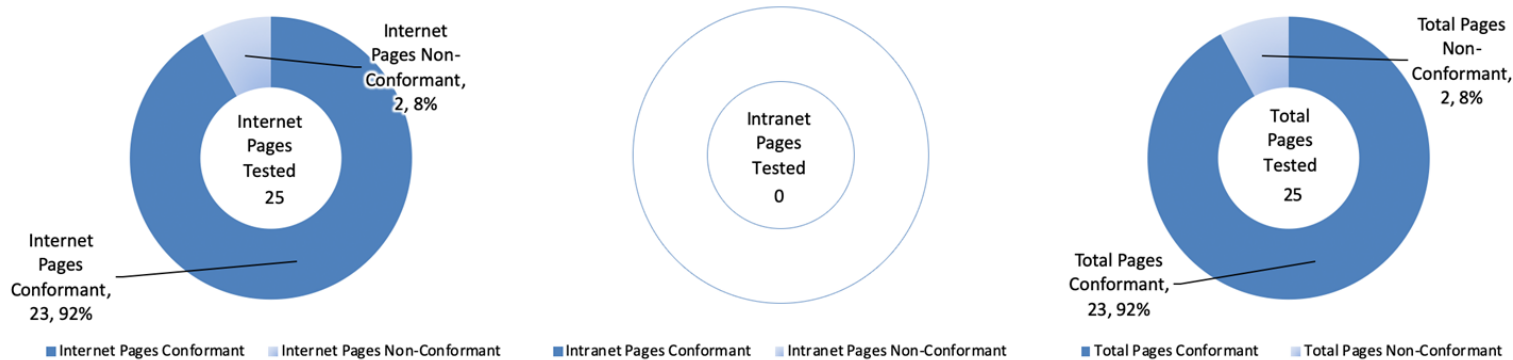 Internet
Pages Non-
Conformant,
2, 8%
Internet
Pages
Tested
25
Internet
Pages
Conformant,
23, 92%
Internet Pages Conformant
Internet Pages Non-Conformant
Intranet
Pages
Tested
0
Intranet Pages Conformant
Intranet Pages Non-Conformant
Total Pages
Non-
Conformant,
2, 8%
Total
Pages
Tested
25
Total Pages
Conformant,
23, 92%
Total Pages Conformant
Total Pages Non-Conformant